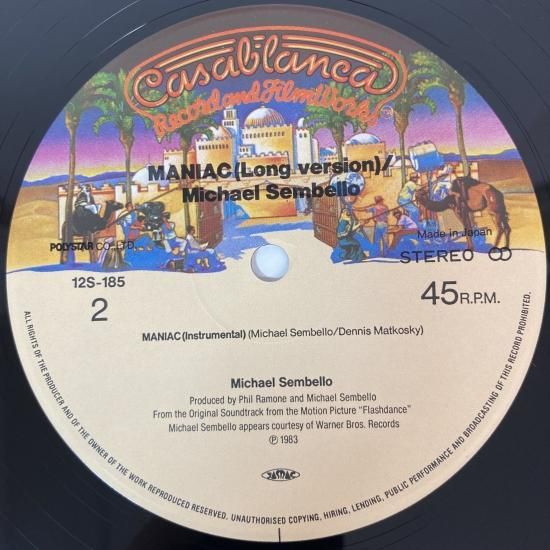 Casablanca
Record and FilmWorks
MANIAC(Long version)/
Michael Sembello
POLYSTAR CO.,LTD.
Made in Japan
STEREO
12S-185
2
45R.P.M.
MANIAC(Instrumental) (Michael Sembello/Dennis Matkosky)
Michael Sembello
Produced by Phil Ramone and Michael Sembello
From the Original Soundtrack from the Motion Picture "Flashdance"
Michael Sembello appears courtesy of Warner Bros. Records
℗ 1983
JASRAC
ALL RIGHTS OF THE PRODUCER AND OF THE OWNER OF THE WORK REPRODUCED RESERVED. UNAUTHORISED COPYING, HIRING, LENDING, PUBLIC PERFORMANCE AND BROADCASTING OF THIS RECORD PROHIBITED.